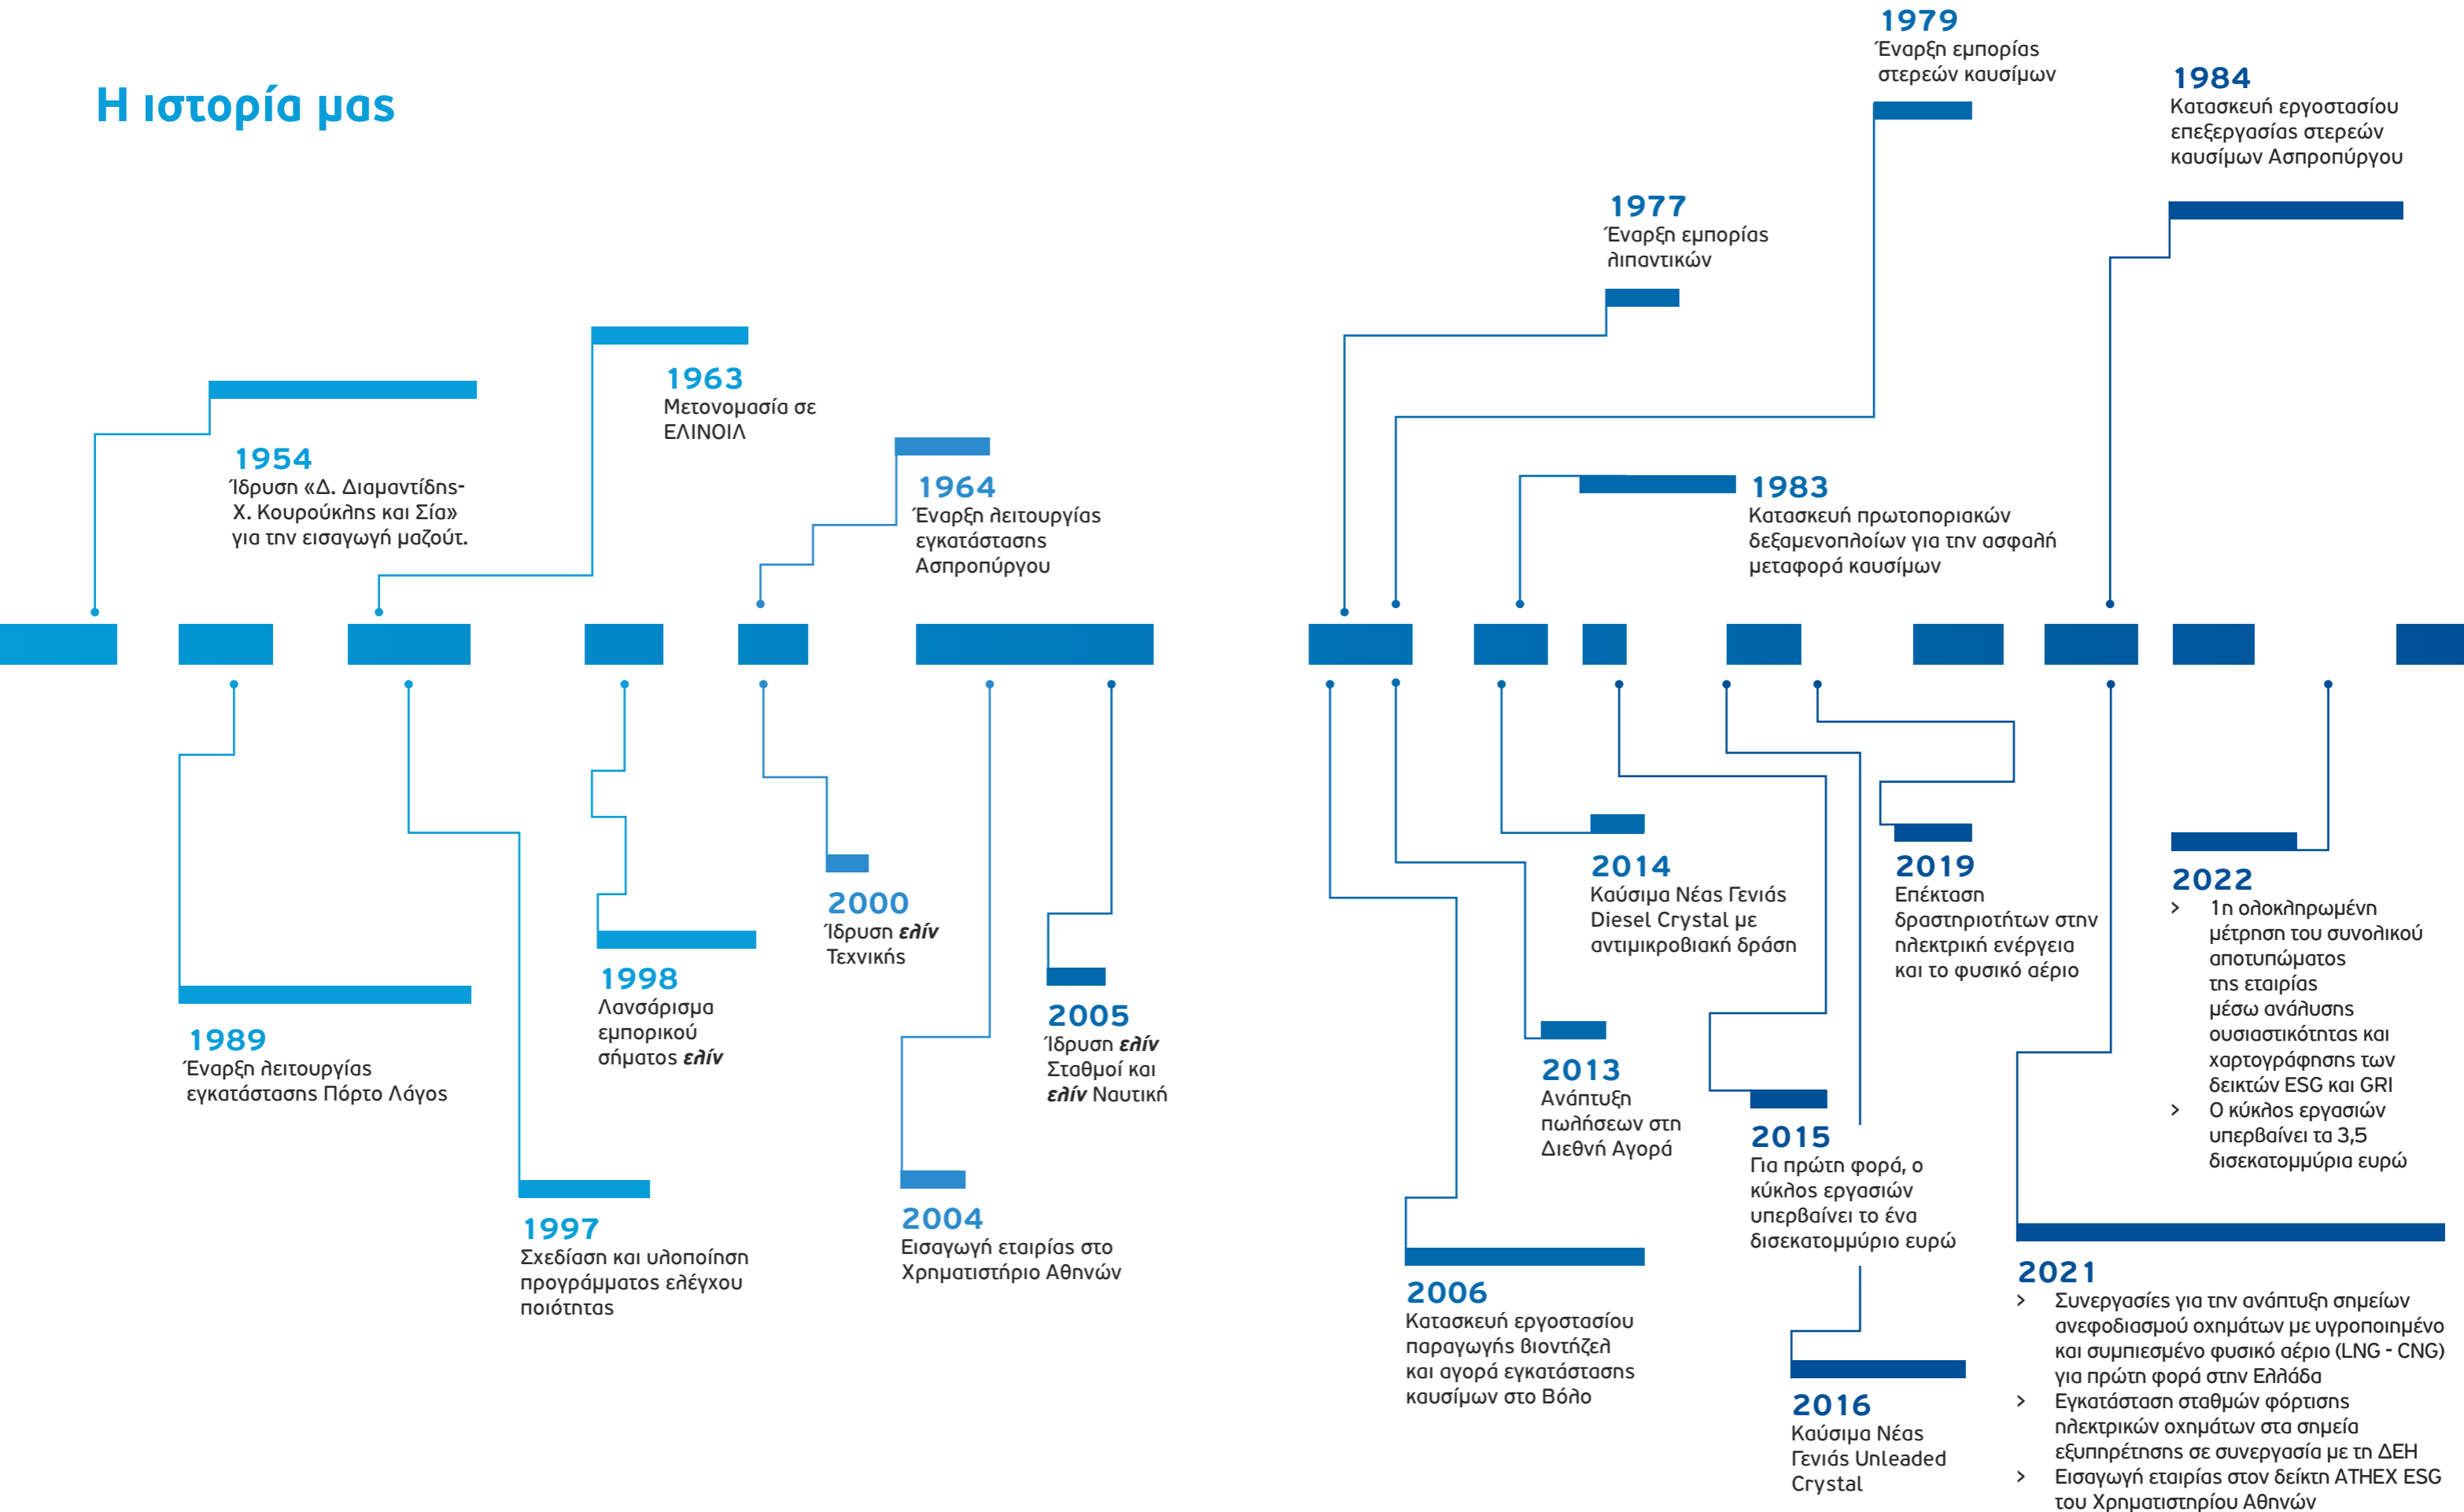 Η ιστορία μας
1954
Ίδρυση «Δ. Διαμαντίδης-
Χ. Κουρούκλης και Σία»
για την εισαγωγή μαζούτ.
1963
Μετονομασία σε
ΕΛΙΝΟΙΛ
1964
Έναρξη λειτουργίας
εγκατάστασης
Ασπροπύργου
1977
Έναρξη εμπορίας
λιπαντικών
1979
Έναρξη εμπορίας
στερεών καυσίμων
1983
Κατασκευή πρωτοποριακών
δεξαμενοπλοίων για την ασφαλή
μεταφορά καυσίμων
1984
Κατασκευή εργοστασίου
επεξεργασίας στερεών
καυσίμων Ασπροπύργου
1989
Έναρξη λειτουργίας
εγκατάστασης Πόρτο Λάγος
1997
Σχεδίαση και υλοποίηση
προγράμματος ελέγχου
ποιότητας
1998
Λανσάρισμα
εμπορικού
σήματος ελίν
2000
Ίδρυση ελίν
Τεχνικής
2004
Εισαγωγή εταιρίας στο
Χρηματιστήριο Αθηνών
2005
Ίδρυση ελίν
Σταθμοί και
ελίν Ναυτική
2006
Κατασκευή εργοστασίου
παραγωγής βιοντήζελ
και αγορά εγκατάστασης
καυσίμων στο Βόλο
2013
Ανάπτυξη
πωλήσεων στη
Διεθνή Αγορά
2014
Καύσιμα Νέας Γενιάς
Diesel Crystal με
αντιμικροβιακή δράση
2015
Για πρώτη φορά, ο
κύκλος εργασιών
υπερβαίνει το ένα
δισεκατομμύριο ευρώ
2016
Καύσιμα Νέας
Γενιάς Unleaded
Crystal
2019
Επέκταση
δραστηριοτήτων στην
ηλεκτρική ενέργεια
και το φυσικό αέριο
2021
> Συνεργασίες για την ανάπτυξη σημείων
ανεφοδιασμού οχημάτων με υγροποιημένο
και συμπιεσμένο φυσικό αέριο (LNG - CNG)
για πρώτη φορά στην Ελλάδα
> Εγκατάσταση σταθμών φόρτισης
ηλεκτρικών οχημάτων στα σημεία
εξυπηρέτησης σε συνεργασία με τη ΔΕΗ
> Εισαγωγή εταιρίας στον δείκτη ATHEX ESG
του Χρηματιστηρίου Αθηνών
2022
> 1η ολοκληρωμένη
μέτρηση του συνολικού
αποτυπώματος
της εταιρίας
μέσω ανάλυσης
ουσιαστικότητας και
χαρτογράφησης των
δεικτών ESG και GRI
> Ο κύκλος εργασιών
υπερβαίνει τα 3,5
δισεκατομμύρια ευρώ